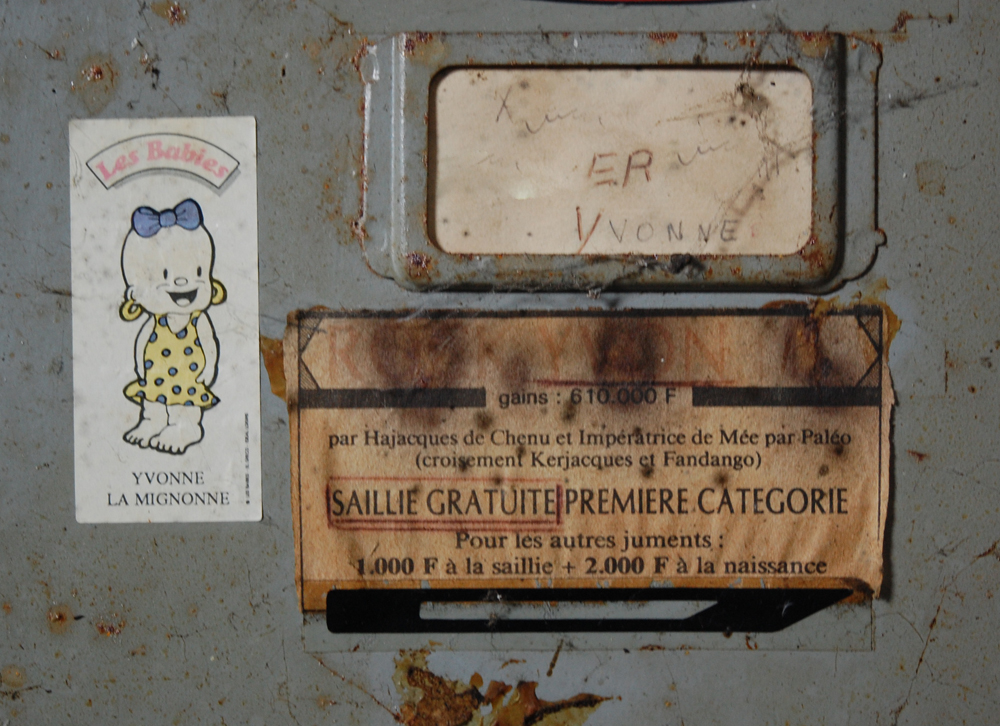 Les Babies
YVONNE
LA MIGNONNE
ER
YVONNE
YVON
gains : 610.000 F
par Hajacques de Chenu et Impératrice de Mée par Paléo
(croisement Kerjacques et Fandango)
SAILLIE GRATUITE PREMIERE CATEGORIE
Pour les autres juments :
1.000 F à la saillie + 2.000 F à la naissance